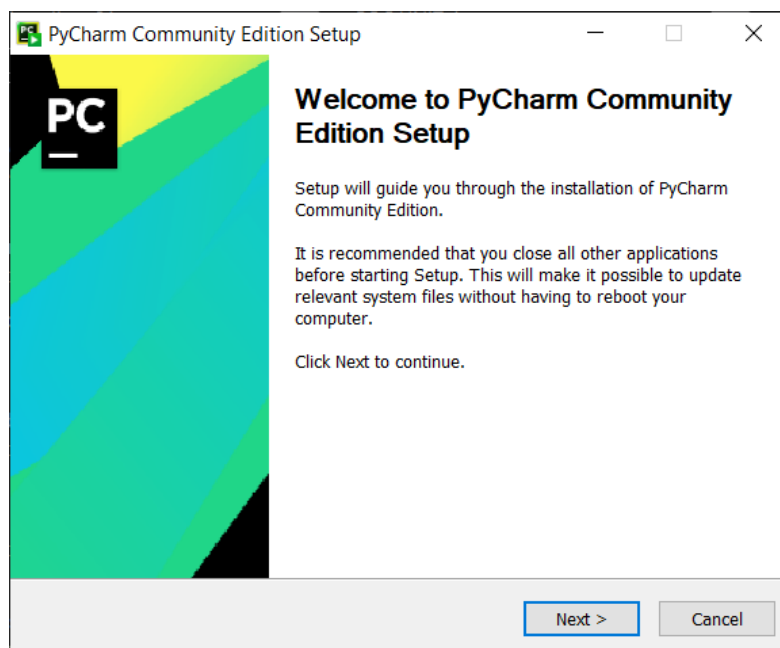 PyCharm Community Edition Setup
PC
Welcome to PyCharm Community
Edition Setup
Setup will guide you through the installation of PyCharm
Community Edition.
It is recommended that you close all other applications
before starting Setup. This will make it possible to update
relevant system files without having to reboot your
computer.
Click Next to continue.
Next >
Cancel